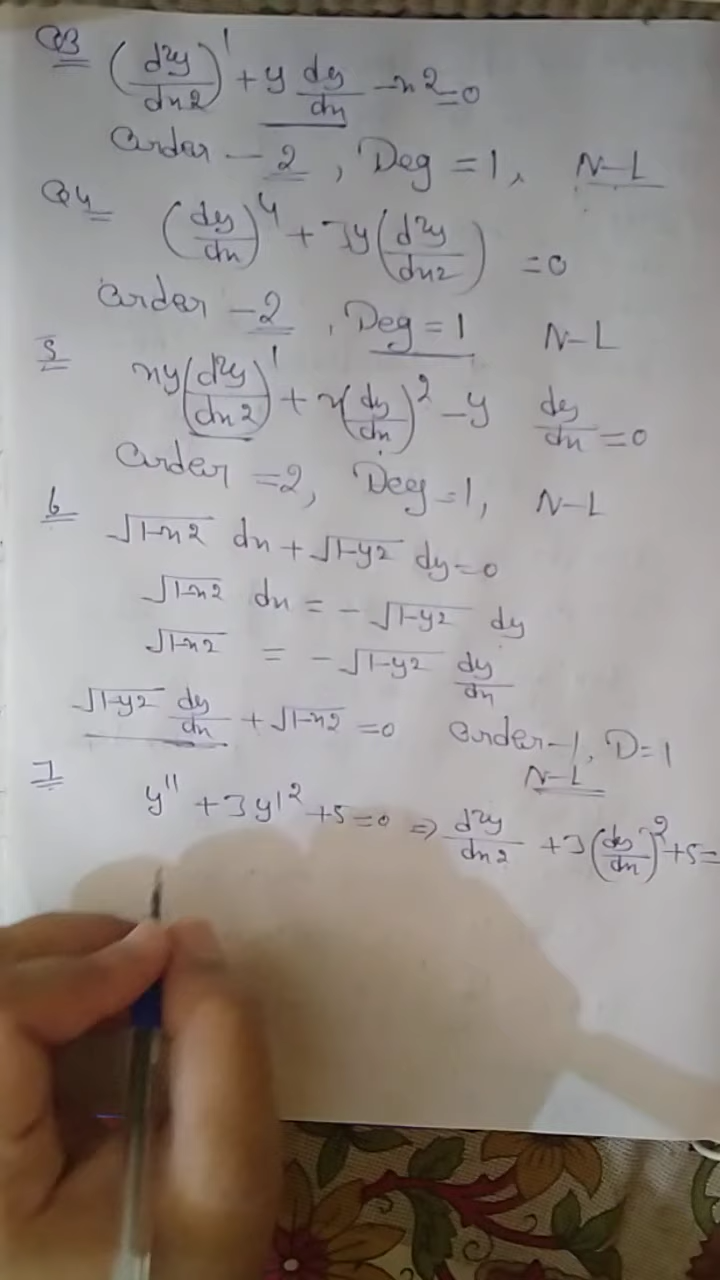 Q3 (d²y/dx2)¹ + y dy/dx - x2 = 0
Order - 2, Deg = 1, N-L
Q4 (dy/dx)⁴ + 3y(d²y/dx2) = 0
Order - 2, Deg = 1 N-L
5 xy(d²y/dx2)¹ + x(dy/dx)² - y dy/dx = 0
Order = 2, Deg = 1, N-L
6 √1-x2 dx + √1-y2 dy = 0
√1-x2 dx = - √1-y2 dy
√1-x2 = - √1-y2 dy/dx
√1-y2 dy/dx + √1-x2 = 0 Order - 1, D = 1
N-L
7 y'' + 3y'² + 5 = 0 ⇒ d²y/dx2 + 3(dy/dx)² + 5 =